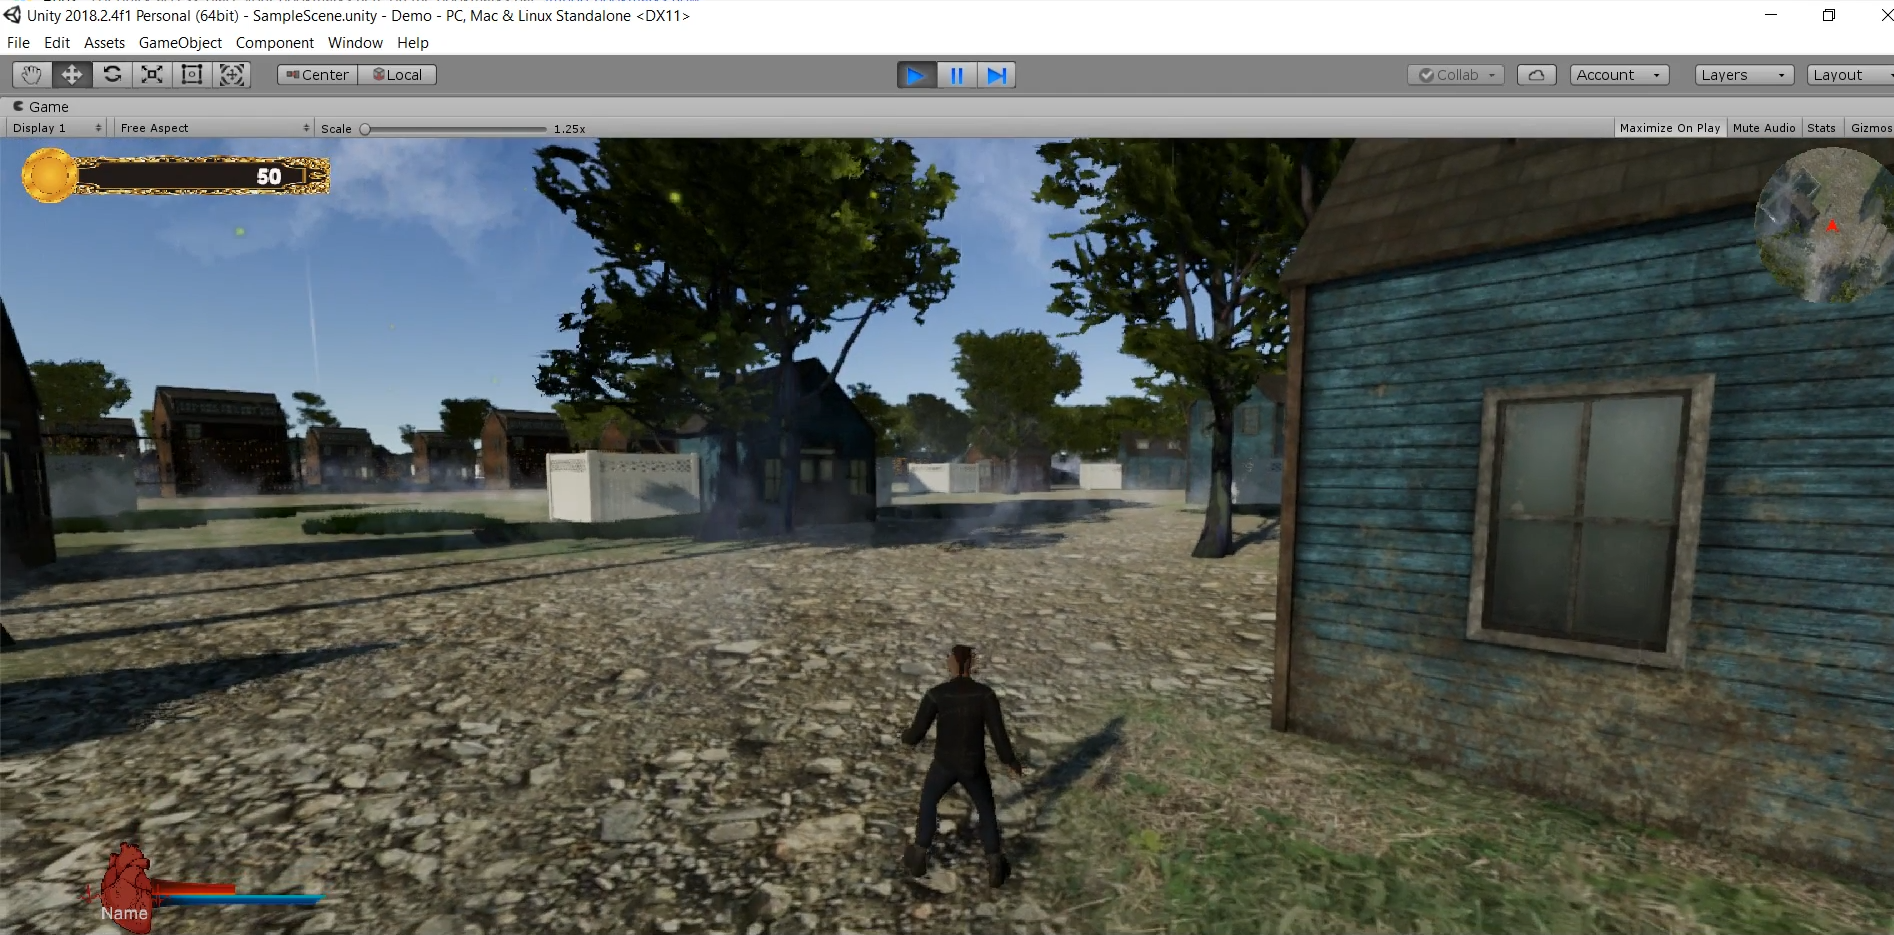 Unity 2018.2.4f1 Personal (64bit) - SampleScene.unity - Demo - PC, Mac & Linux Standalone <DX11>
File Edit Assets GameObject Component Window Help
Center Local Collab Account Layers Layout
Game
Display 1 Free Aspect Scale 1.25x Maximize On Play Mute Audio Stats Gizmos
50
Name